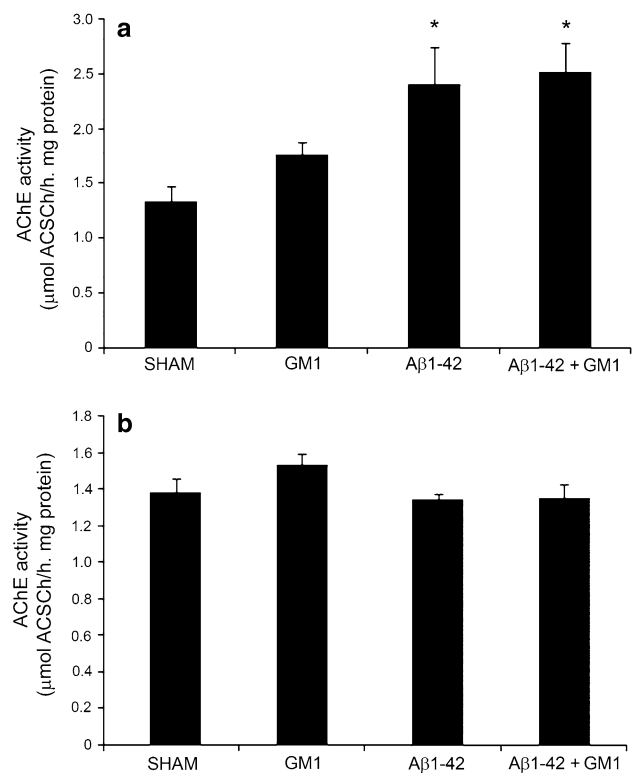 a
AChE activity
(μmol ACSCh/h. mg protein)
3.0
2.5
2.0
1.5
1.0
0.5
0
* *
SHAM GM1 Aβ1-42 Aβ1-42 + GM1
b
AChE activity
(μmol ACSCh/h. mg protein)
1.8
1.6
1.4
1.2
1.0
0.8
0.6
0.4
0.2
0
SHAM GM1 Aβ1-42 Aβ1-42 + GM1